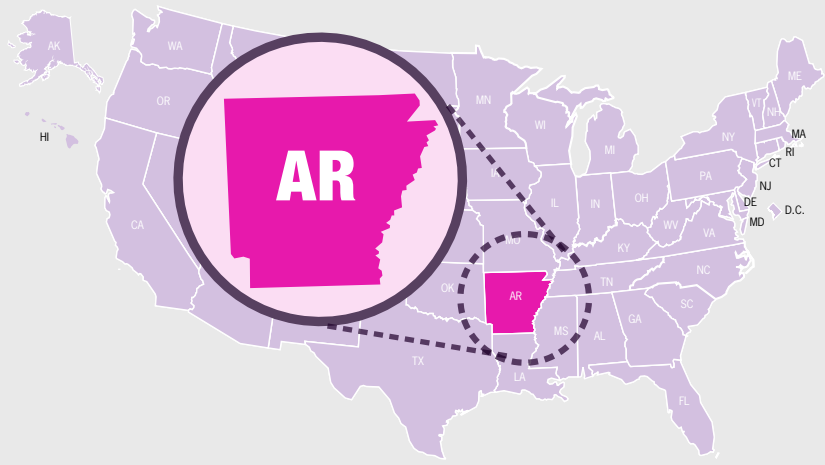 AK
WA
ME
OR
AR
MN
VT
NH
WI
NY
MA
HI
MI
RI
CT
PA
NJ
IL
IN
OH
DE
D.C.
CA
WV
VA
MD
MO
KY
NC
TN
OK
AR
SC
MS
AL
GA
TX
LA
FL